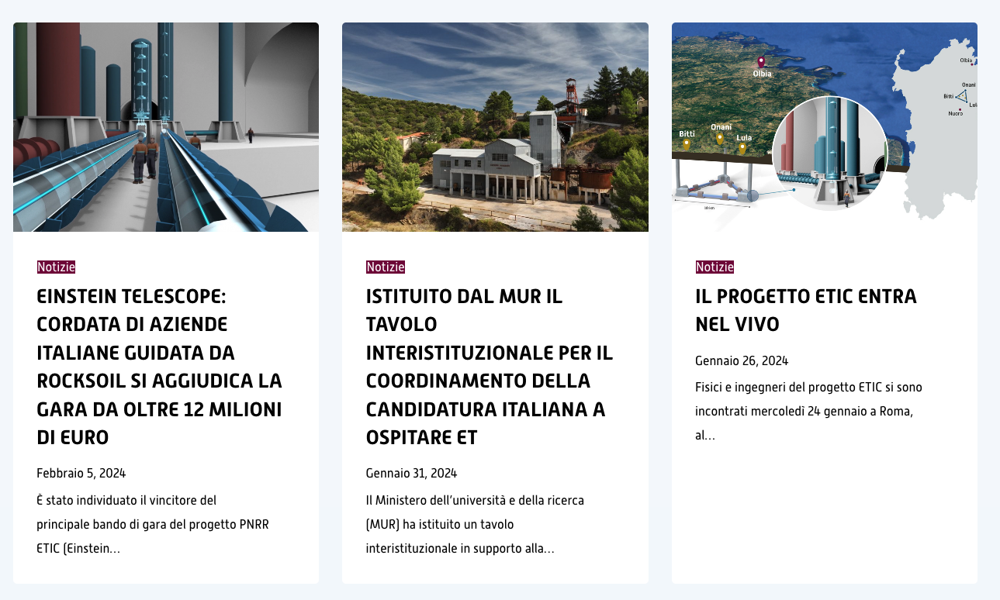 Olbia
Onani
Bitti
Lula
10 km
Olbia
Onani
Bitti
Nuoro
Notizie
EINSTEIN TELESCOPE:
CORDATA DI AZIENDE
ITALIANE GUIDATA DA
ROCKSOIL SI AGGIUDICA LA
GARA DA OLTRE 12 MILIONI
DI EURO
Febbraio 5, 2024
È stato individuato il vincitore del
principale bando di gara del progetto PNRR
ETIC (Einstein…
Notizie
ISTITUITO DAL MUR IL
TAVOLO
INTERISTITUZIONALE PER IL
COORDINAMENTO DELLA
CANDIDATURA ITALIANA A
OSPITARE ET
Gennaio 31, 2024
Il Ministero dell’università e della ricerca
(MUR) ha istituito un tavolo
interistituzionale in supporto alla…
Notizie
IL PROGETTO ETIC ENTRA
NEL VIVO
Gennaio 26, 2024
Fisici e ingegneri del progetto ETIC si sono
incontrati mercoledì 24 gennaio a Roma,
al…